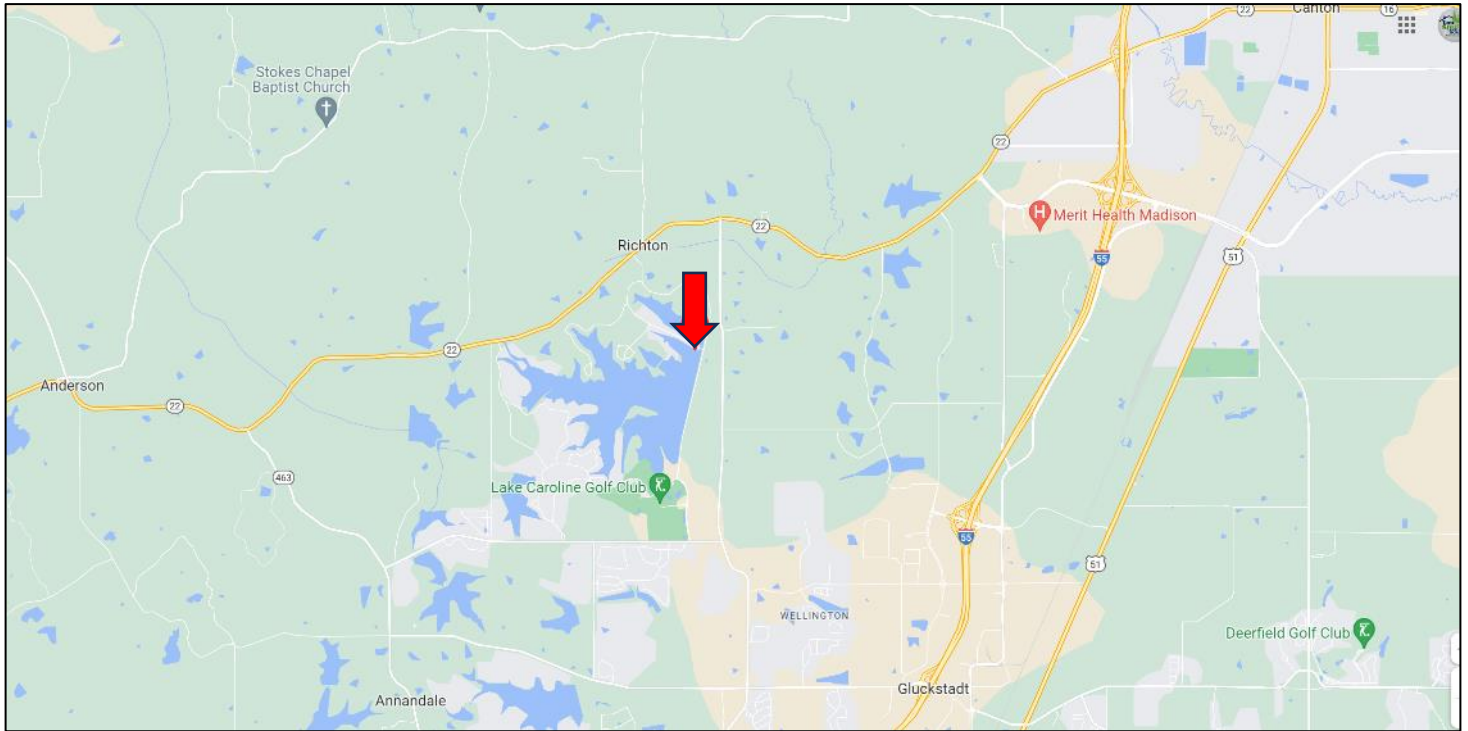 22
Canton
16
Stokes Chapel
Baptist Church
22
Merit Health Madison
22
Richton
55
51
22
Anderson
22
463
Lake Caroline Golf Club
55
51
WELLINGTON
Deerfield Golf Club
Annandale
Gluckstadt